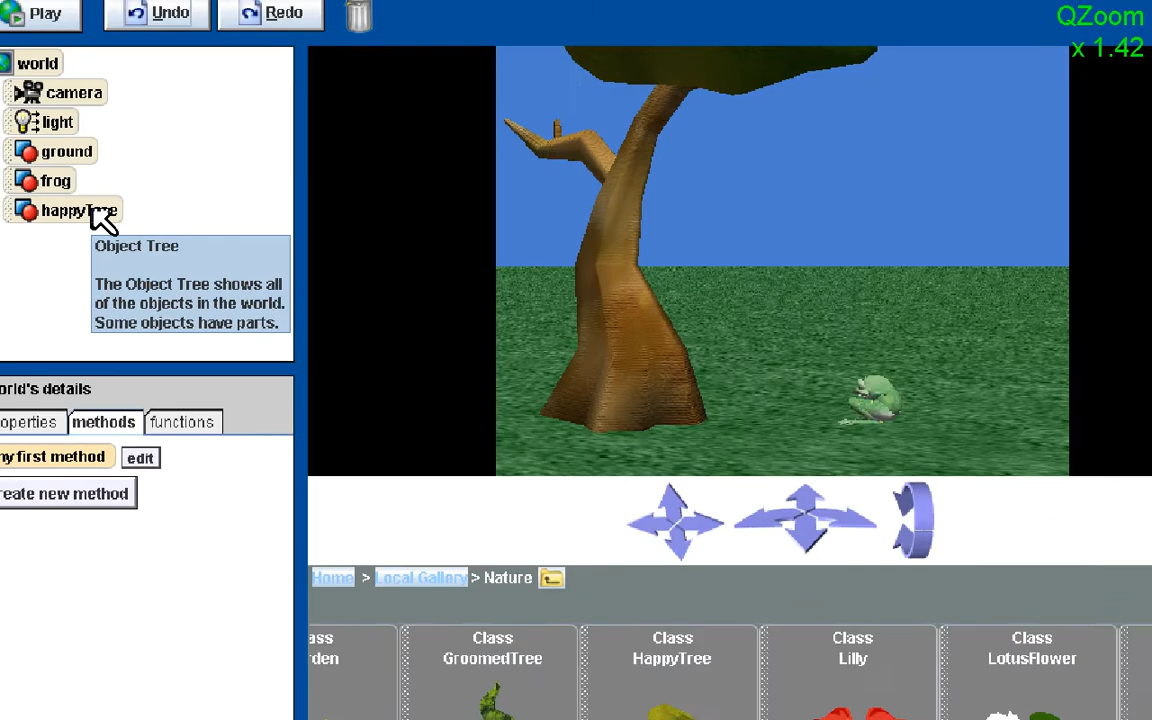 Play
Undo
Redo
QZoom
x 1.42
world
camera
light
ground
frog
happyTree
Object Tree
The Object Tree shows all
of the objects in the world.
Some objects have parts.
orld's details
operties
methods
functions
ny first method
edit
reate new method
Home > Local Gallery > Nature
ass
rden
Class
GroomedTree
Class
HappyTree
Class
Lilly
Class
LotusFlower